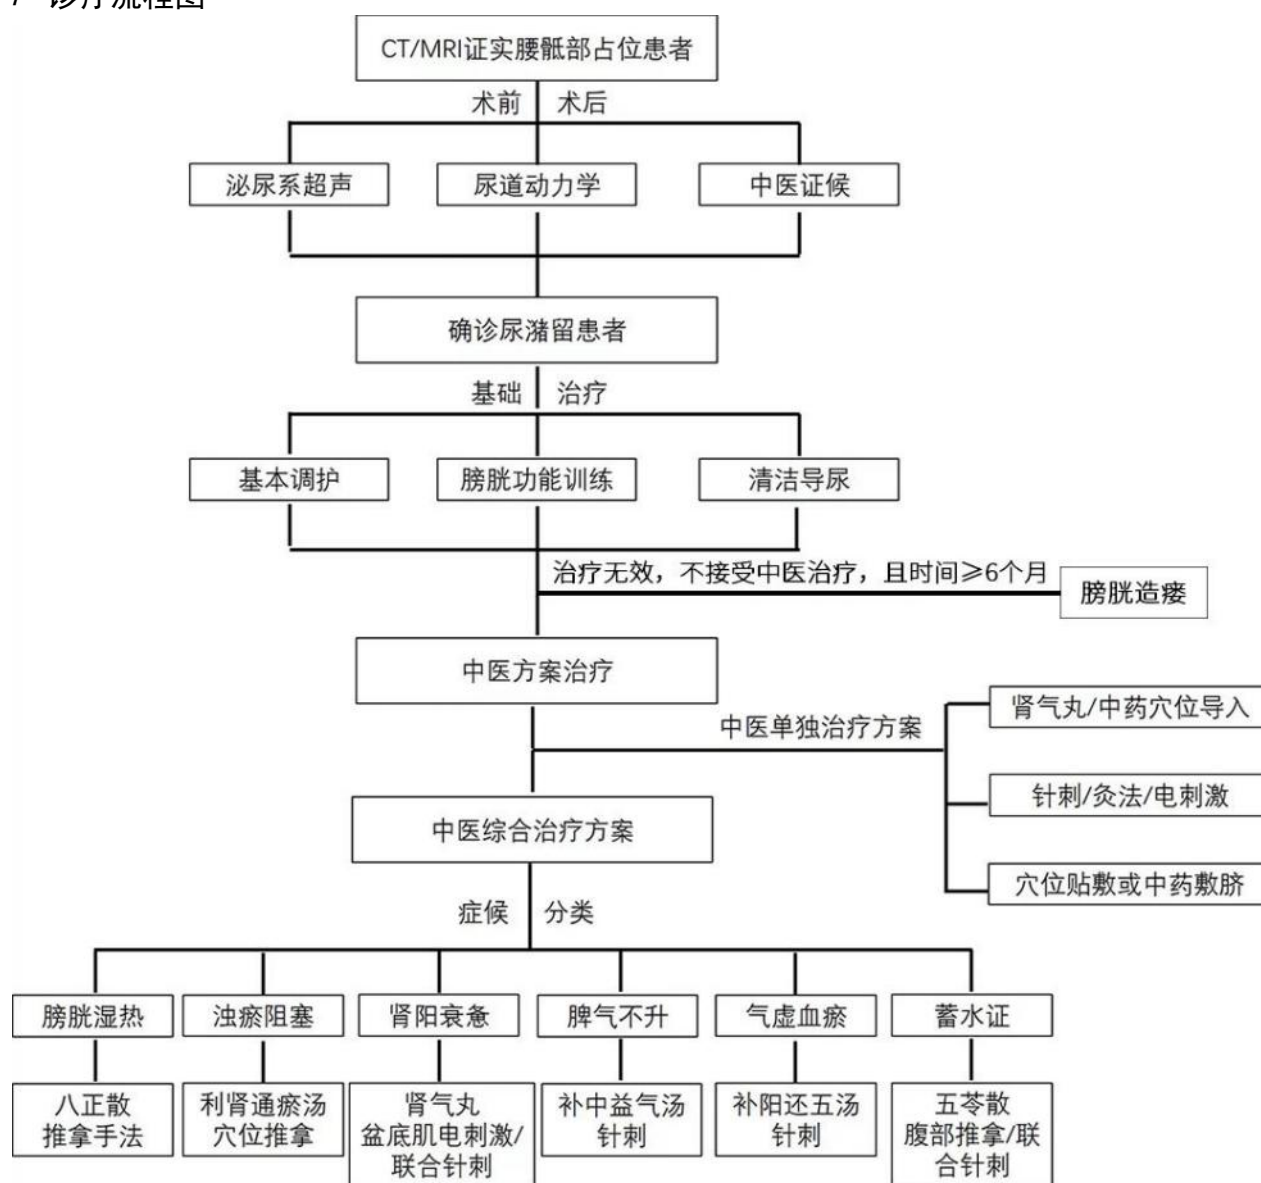 诊疗流程图
CT/MRI证实腰骶部占位患者
术前 术后
泌尿系超声 尿道动力学 中医证候
确诊尿潴留患者
基础 治疗
基本调护 膀胱功能训练 清洁导尿
治疗无效，不接受中医治疗，且时间≥6个月
膀胱造瘘
中医方案治疗
中医单独治疗方案
肾气丸/中药穴位导入
针刺/灸法/电刺激
穴位贴敷或中药敷脐
中医综合治疗方案
症候 分类
膀胱湿热 浊瘀阻塞 肾阳衰惫 脾气不升 气虚血瘀 蓄水证
八正散
推拿手法
利肾通瘀汤
穴位推拿
肾气丸
盆底肌电刺激/
联合针刺
补中益气汤
针刺
补阳还五汤
针刺
五苓散
腹部推拿/联
合针刺